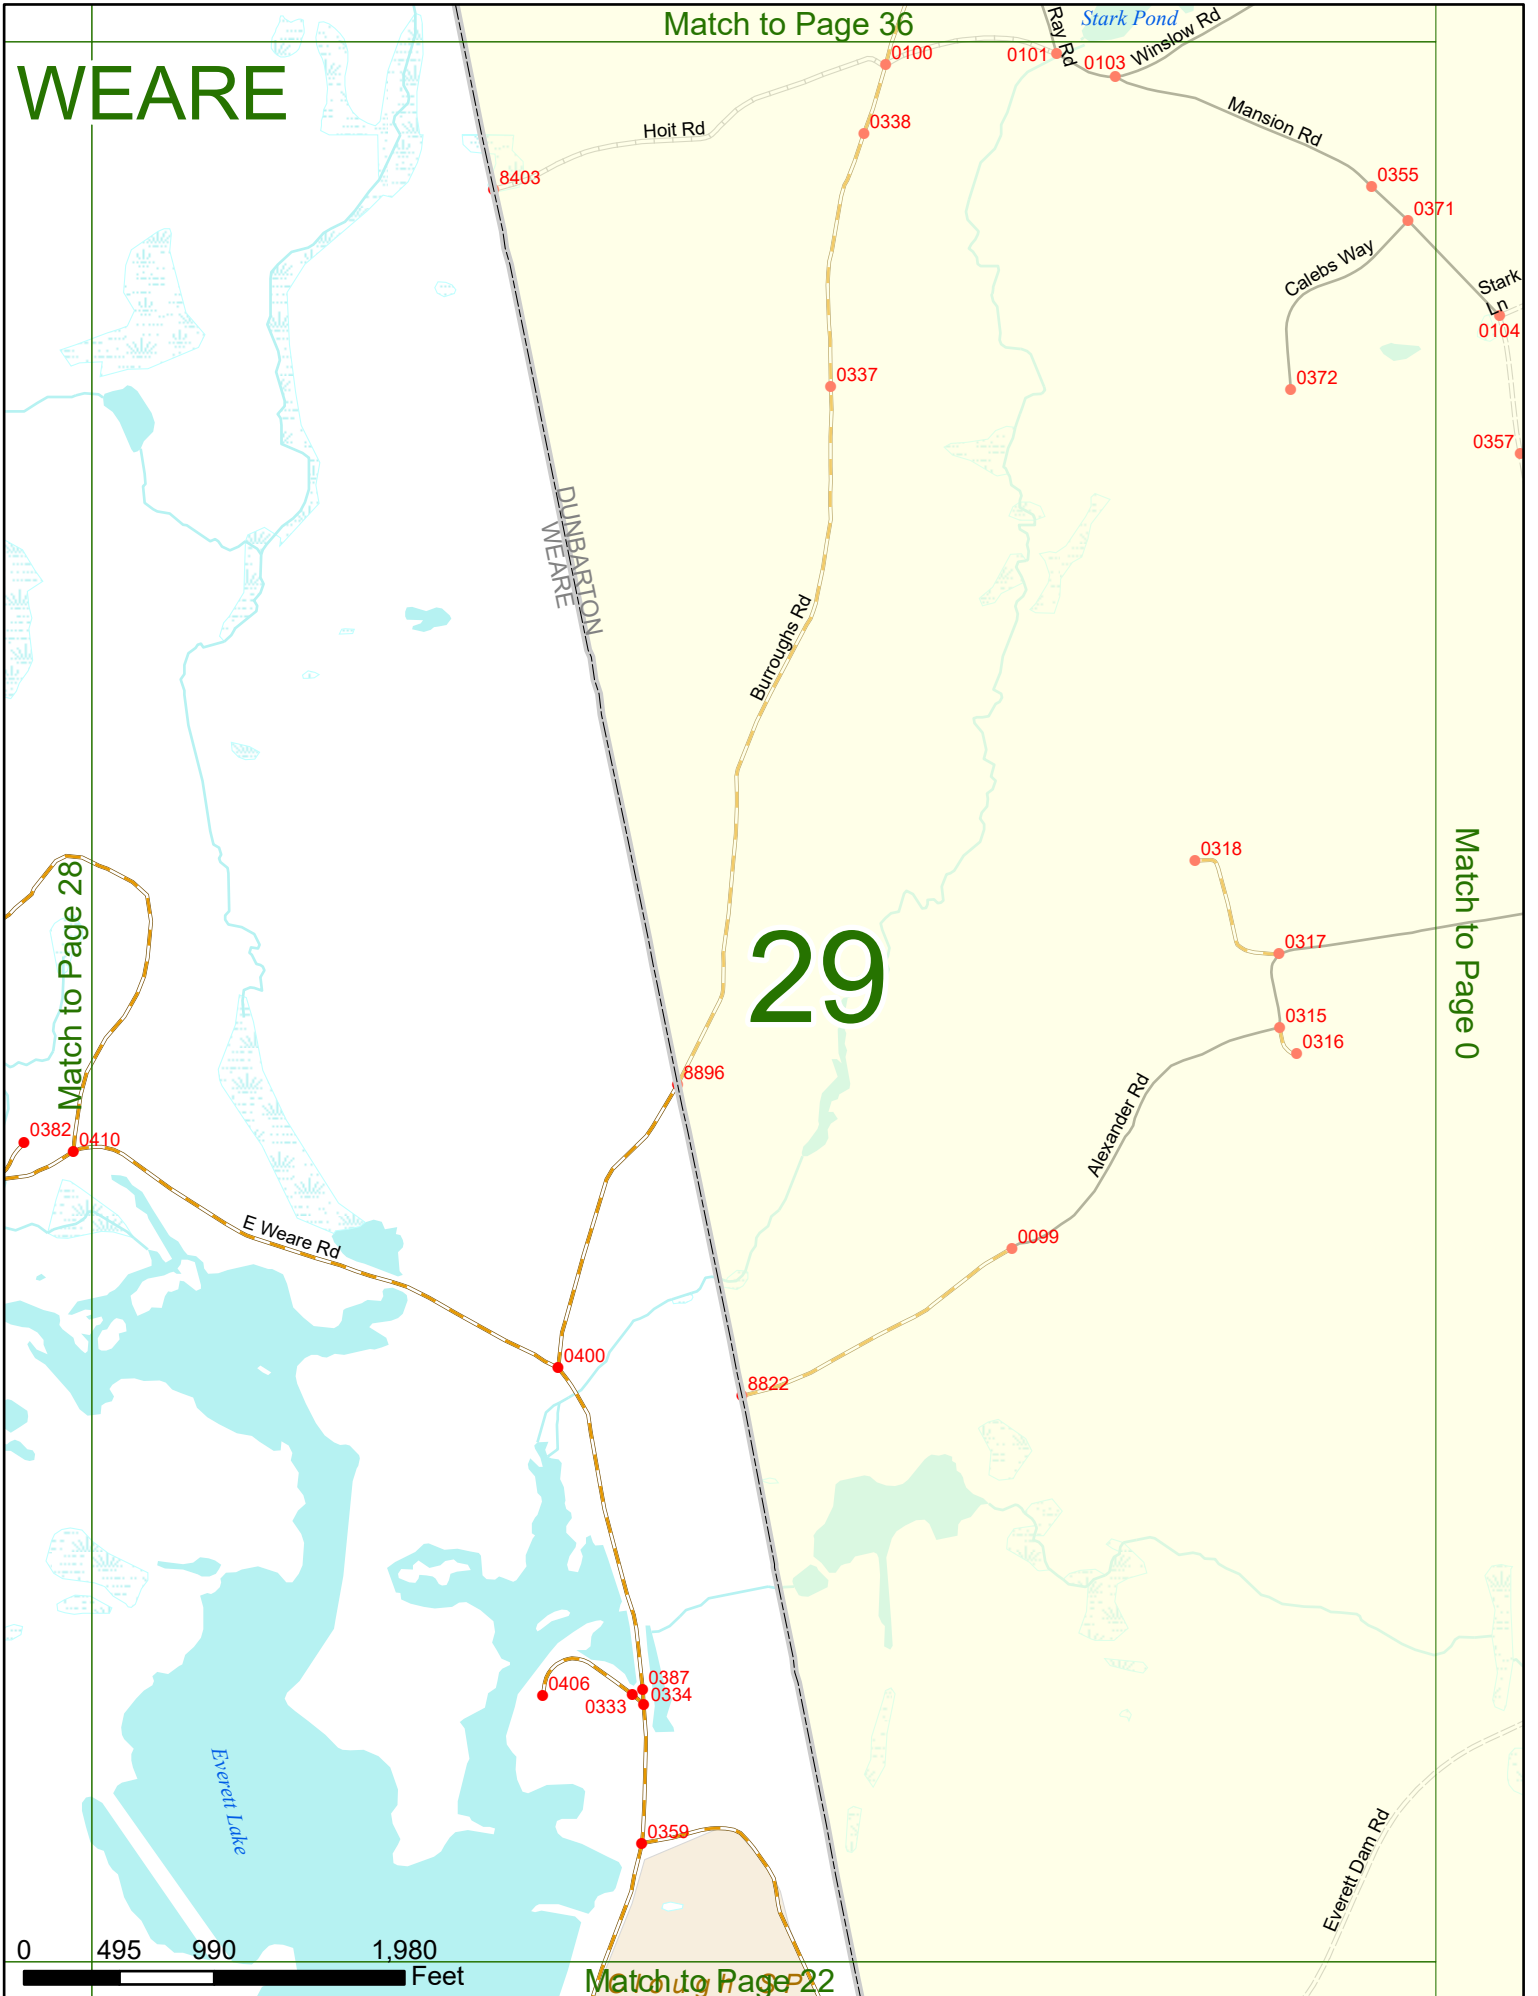 Match to Page 36
Stark Pond
WEARE
Ray Rd
Winslow Rd
0100
0101
0103
Hoit Rd
0338
Mansion Rd
8403
0355
0371
Calebs Way
Stark
Ln
0104
0337
0372
0357
DUNBARTON
WEARE
Burroughs Rd
0318
Match to Page 28
29
0317
Match to Page 0
0315
0316
8896
Alexander Rd
0382
0410
E Weare Rd
0099
0400
8822
0406
0387
0333
0334
Everett Lake
0359
Everett Dam Rd
0 495 990 1,980
Feet
Match to Page 22
Clough SP